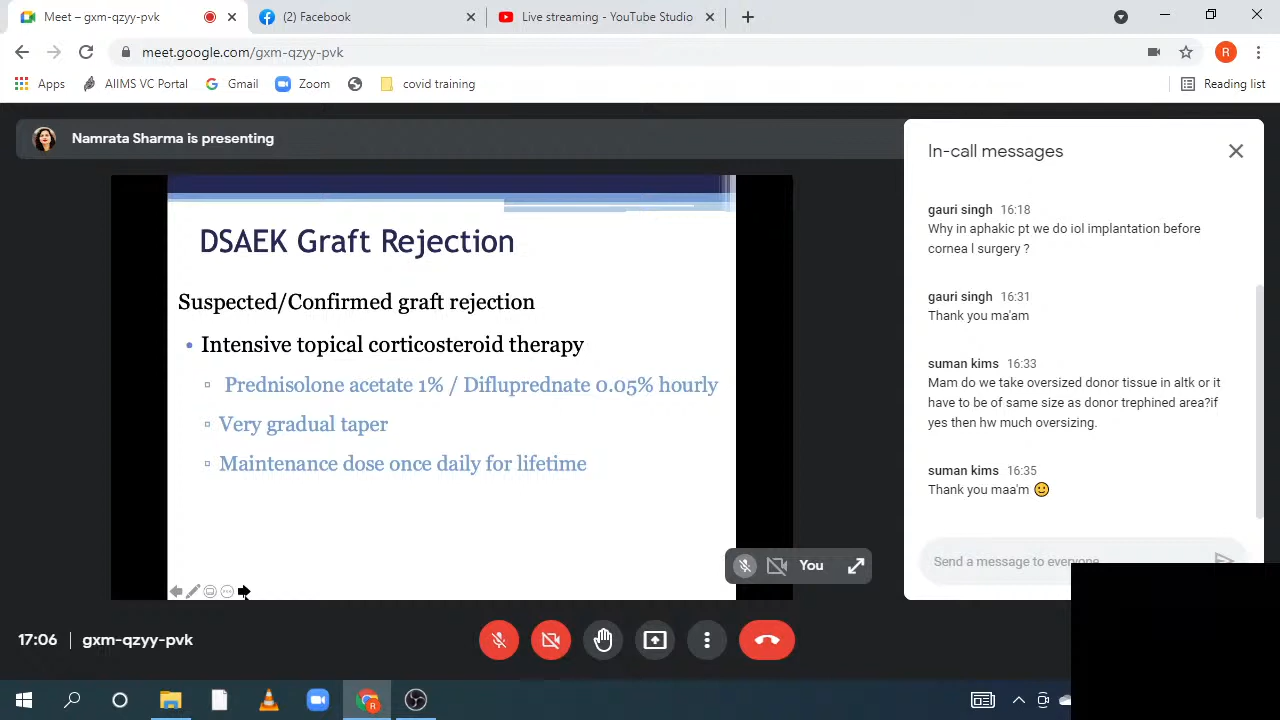 Meet – gxm-qzyy-pvk
(2) Facebook
Live streaming - YouTube Studio
meet.google.com/gxm-qzyy-pvk
R
Apps
AIIMS VC Portal
Gmail
Zoom
covid training
Reading list
Namrata Sharma is presenting
DSAEK Graft Rejection
Suspected/Confirmed graft rejection
• Intensive topical corticosteroid therapy
▫ Prednisolone acetate 1% / Difluprednate 0.05% hourly
▫ Very gradual taper
▫ Maintenance dose once daily for lifetime
You
In-call messages
gauri singh 16:18
Why in aphakic pt we do iol implantation before
cornea l surgery ?
gauri singh 16:31
Thank you ma'am
suman kims 16:33
Mam do we take oversized donor tissue in altk or it
have to be of same size as donor trephined area?if
yes then hw much oversizing.
suman kims 16:35
Thank you maa'm 🙂
Send a message to everyone
17:06 | gxm-qzyy-pvk
R